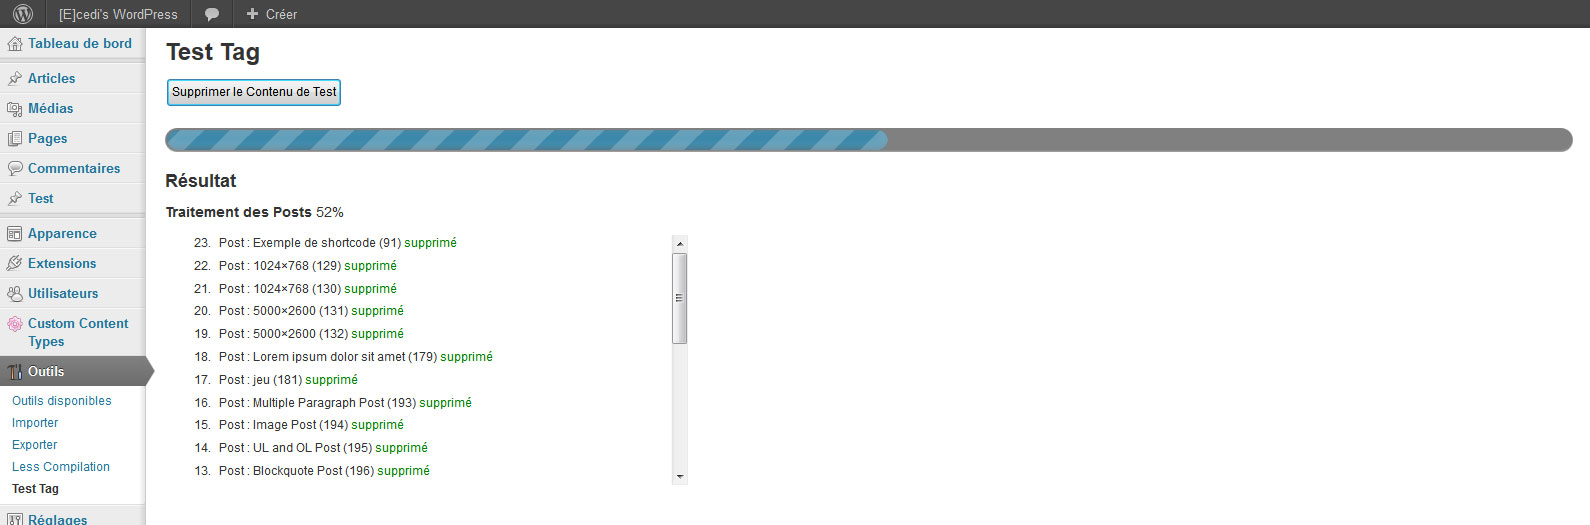 [E]cedi's WordPress
Créer
Tableau de bord
Articles
Médias
Pages
Commentaires
Test
Apparence
Extensions
Utilisateurs
Custom Content
Types
Outils
Outils disponibles
Importer
Exporter
Less Compilation
Test Tag
Réglages
Test Tag
Supprimer le Contenu de Test
Résultat
Traitement des Posts 52%
23. Post : Exemple de shortcode (91) supprimé
22. Post : 1024×768 (129) supprimé
21. Post : 1024×768 (130) supprimé
20. Post : 5000×2600 (131) supprimé
19. Post : 5000×2600 (132) supprimé
18. Post : Lorem ipsum dolor sit amet (179) supprimé
17. Post : jeu (181) supprimé
16. Post : Multiple Paragraph Post (193) supprimé
15. Post : Image Post (194) supprimé
14. Post : UL and OL Post (195) supprimé
13. Post : Blockquote Post (196) supprimé